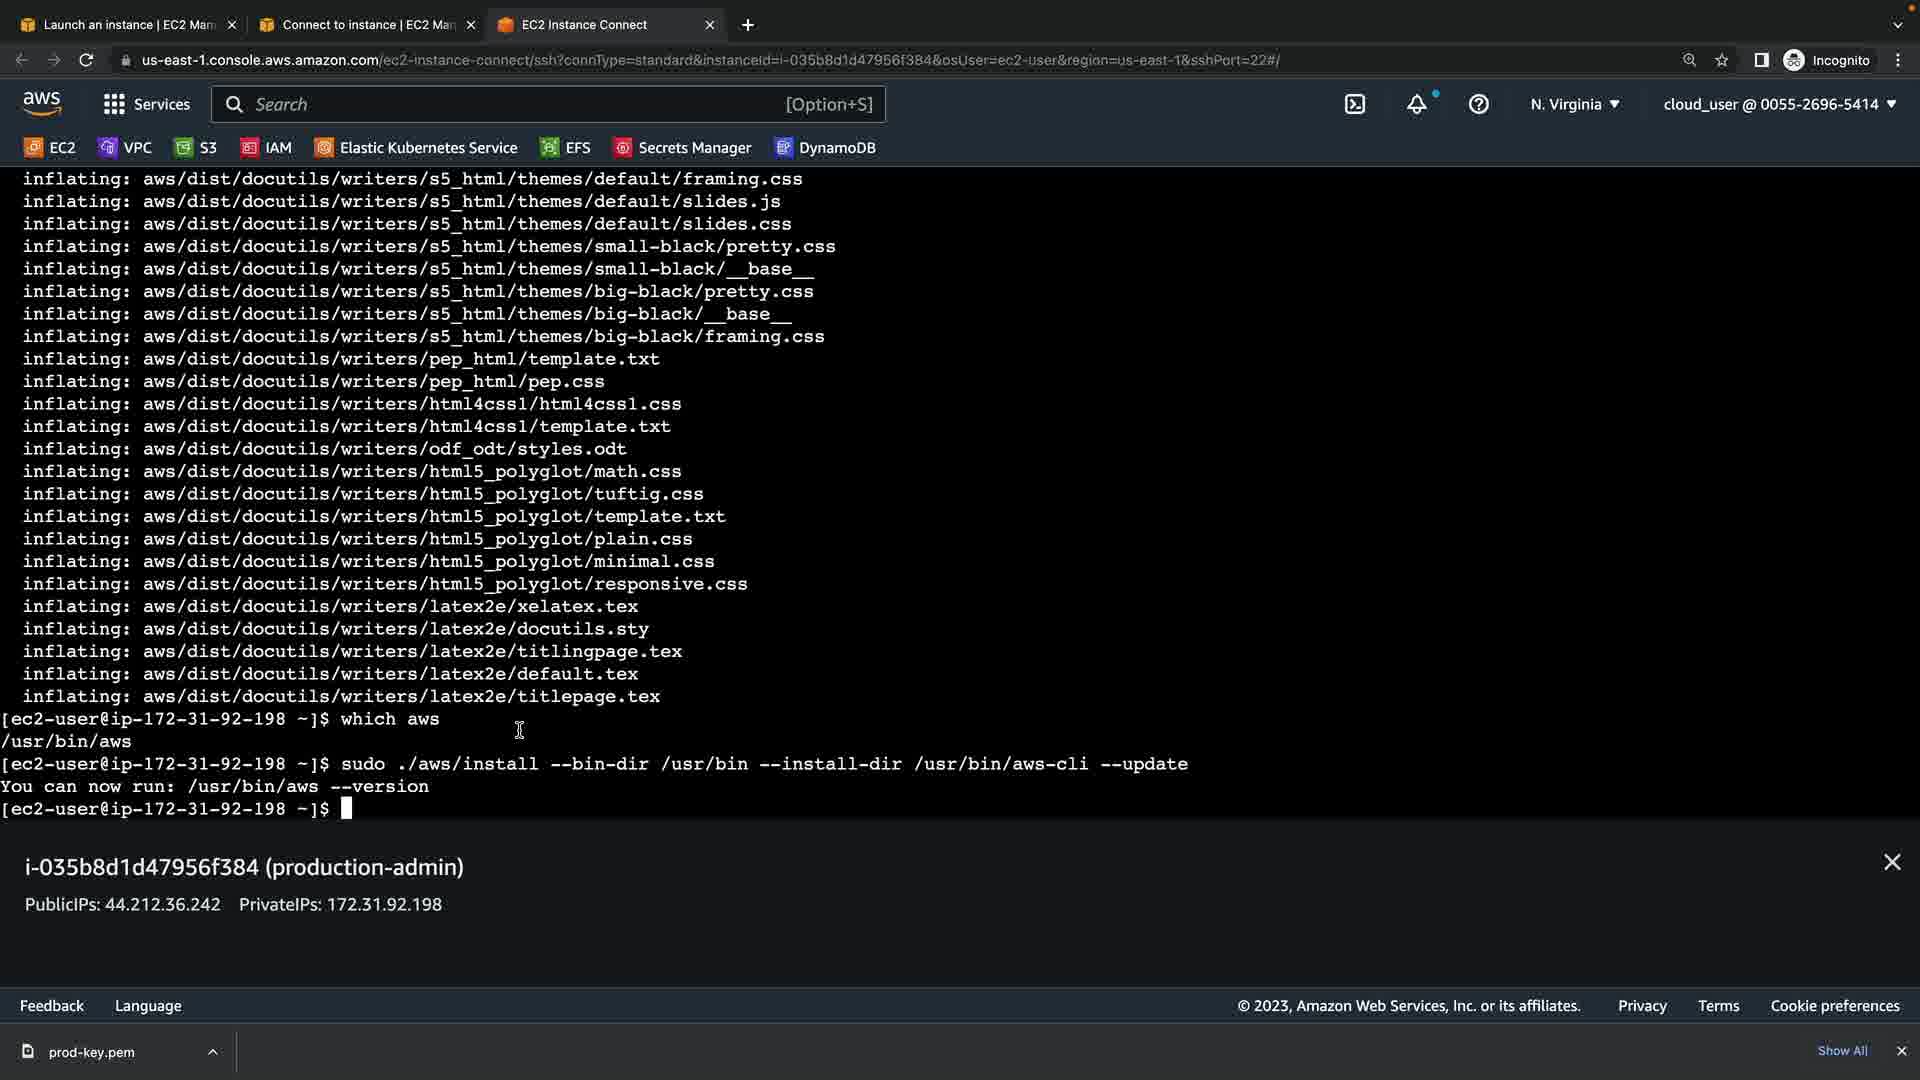 Launch an instance | EC2 Man
Connect to instance | EC2 Man
EC2 Instance Connect
us-east-1.console.aws.amazon.com/ec2-instance-connect/ssh?connType=standard&instanceId=i-035b8d1d47956f384&osUser=ec2-user&region=us-east-1&sshPort=22#/
Incognito
aws
Services
Search
[Option+S]
N. Virginia
cloud_user @ 0055-2696-5414
EC2
VPC
S3
IAM
Elastic Kubernetes Service
EFS
Secrets Manager
DynamoDB
inflating: aws/dist/docutils/writers/s5_html/themes/default/framing.css
inflating: aws/dist/docutils/writers/s5_html/themes/default/slides.js
inflating: aws/dist/docutils/writers/s5_html/themes/default/slides.css
inflating: aws/dist/docutils/writers/s5_html/themes/small-black/pretty.css
inflating: aws/dist/docutils/writers/s5_html/themes/small-black/__base__
inflating: aws/dist/docutils/writers/s5_html/themes/big-black/pretty.css
inflating: aws/dist/docutils/writers/s5_html/themes/big-black/__base__
inflating: aws/dist/docutils/writers/s5_html/themes/big-black/framing.css
inflating: aws/dist/docutils/writers/pep_html/template.txt
inflating: aws/dist/docutils/writers/pep_html/pep.css
inflating: aws/dist/docutils/writers/html4css1/html4css1.css
inflating: aws/dist/docutils/writers/html4css1/template.txt
inflating: aws/dist/docutils/writers/odf_odt/styles.odt
inflating: aws/dist/docutils/writers/html5_polyglot/math.css
inflating: aws/dist/docutils/writers/html5_polyglot/tuftig.css
inflating: aws/dist/docutils/writers/html5_polyglot/template.txt
inflating: aws/dist/docutils/writers/html5_polyglot/plain.css
inflating: aws/dist/docutils/writers/html5_polyglot/minimal.css
inflating: aws/dist/docutils/writers/html5_polyglot/responsive.css
inflating: aws/dist/docutils/writers/latex2e/xelatex.tex
inflating: aws/dist/docutils/writers/latex2e/docutils.sty
inflating: aws/dist/docutils/writers/latex2e/titlingpage.tex
inflating: aws/dist/docutils/writers/latex2e/default.tex
inflating: aws/dist/docutils/writers/latex2e/titlepage.tex
[ec2-user@ip-172-31-92-198 ~]$ which aws
/usr/bin/aws
[ec2-user@ip-172-31-92-198 ~]$ sudo ./aws/install --bin-dir /usr/bin --install-dir /usr/bin/aws-cli --update
You can now run: /usr/bin/aws --version
[ec2-user@ip-172-31-92-198 ~]$
i-035b8d1d47956f384 (production-admin)
PublicIPs: 44.212.36.242 PrivateIPs: 172.31.92.198
Feedback
Language
© 2023, Amazon Web Services, Inc. or its affiliates.
Privacy
Terms
Cookie preferences
prod-key.pem
Show All